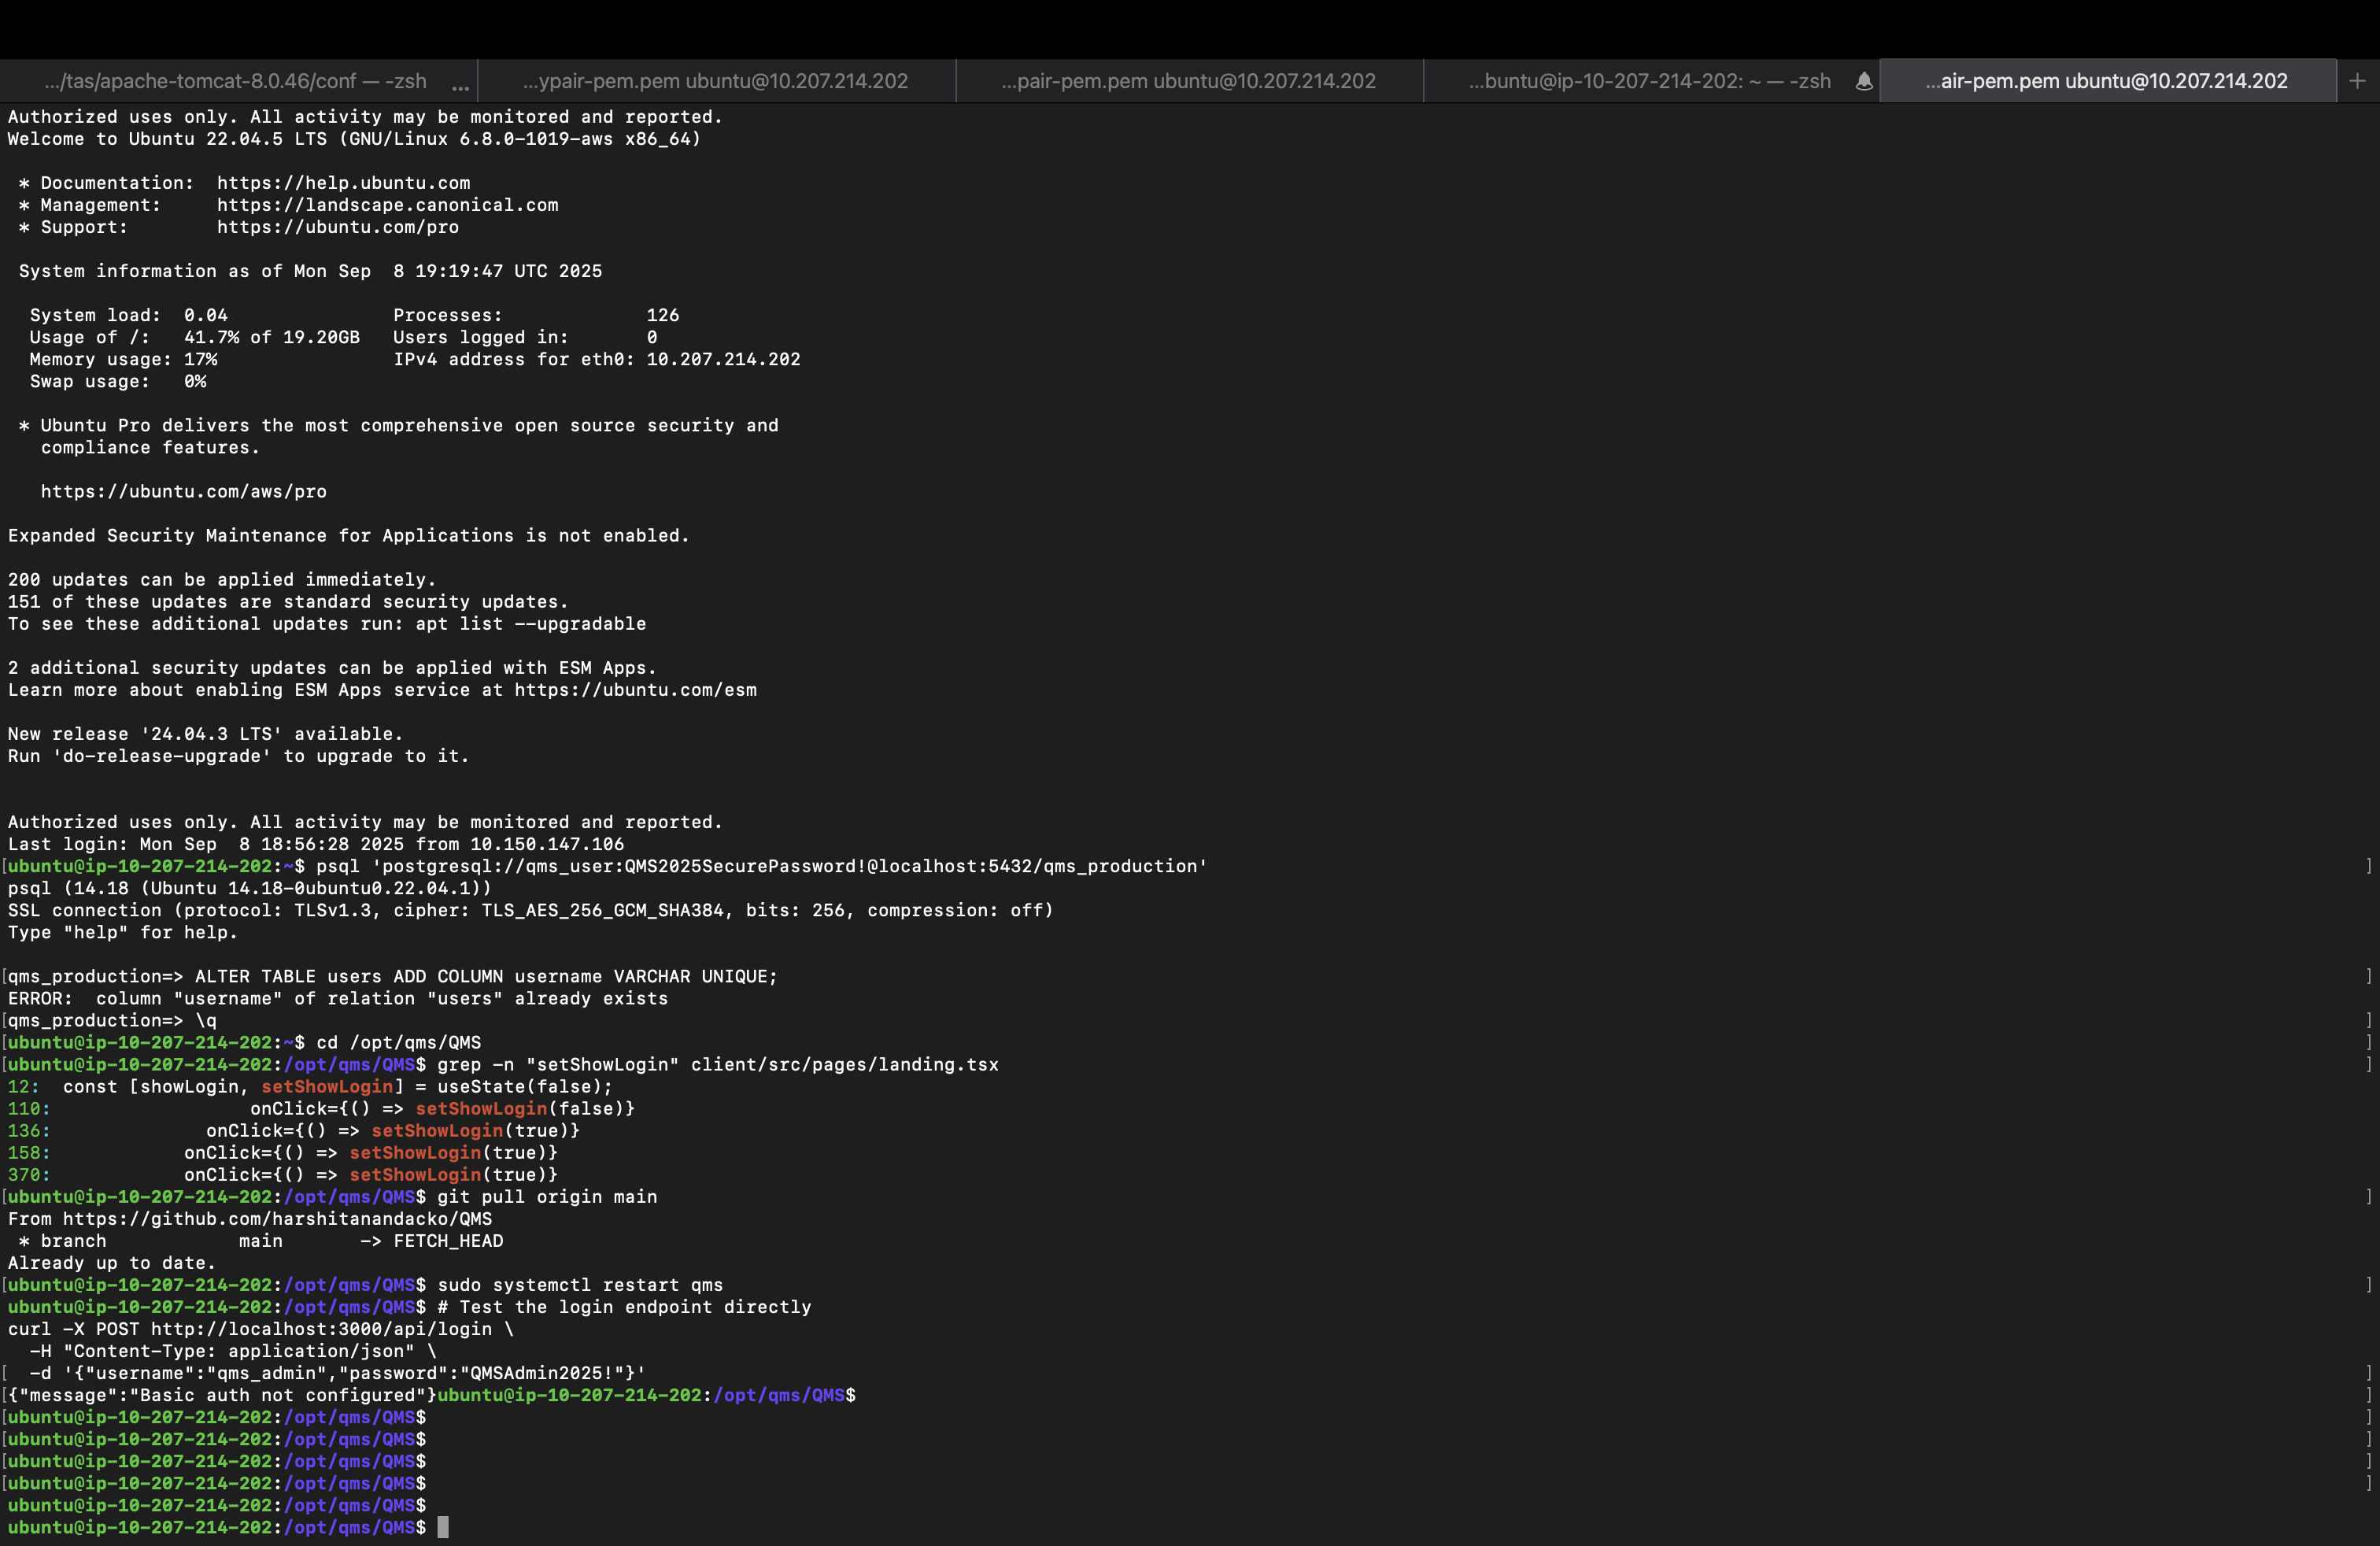 .../tas/apache-tomcat-8.0.46/conf — -zsh ... ...ypair-pem.pem ubuntu@10.207.214.202 ...pair-pem.pem ubuntu@10.207.214.202 ...buntu@ip-10-207-214-202: ~ — -zsh ...air-pem.pem ubuntu@10.207.214.202 +
Authorized uses only. All activity may be monitored and reported.
Welcome to Ubuntu 22.04.5 LTS (GNU/Linux 6.8.0-1019-aws x86_64)
* Documentation: https://help.ubuntu.com
* Management: https://landscape.canonical.com
* Support: https://ubuntu.com/pro
System information as of Mon Sep 8 19:19:47 UTC 2025
System load: 0.04 Processes: 126
Usage of /: 41.7% of 19.20GB Users logged in: 0
Memory usage: 17% IPv4 address for eth0: 10.207.214.202
Swap usage: 0%
* Ubuntu Pro delivers the most comprehensive open source security and
compliance features.
https://ubuntu.com/aws/pro
Expanded Security Maintenance for Applications is not enabled.
200 updates can be applied immediately.
151 of these updates are standard security updates.
To see these additional updates run: apt list --upgradable
2 additional security updates can be applied with ESM Apps.
Learn more about enabling ESM Apps service at https://ubuntu.com/esm
New release '24.04.3 LTS' available.
Run 'do-release-upgrade' to upgrade to it.
Authorized uses only. All activity may be monitored and reported.
Last login: Mon Sep 8 18:56:28 2025 from 10.150.147.106
[ubuntu@ip-10-207-214-202:~$ psql 'postgresql://qms_user:QMS2025SecurePassword!@localhost:5432/qms_production' ]
psql (14.18 (Ubuntu 14.18-0ubuntu0.22.04.1))
SSL connection (protocol: TLSv1.3, cipher: TLS_AES_256_GCM_SHA384, bits: 256, compression: off)
Type "help" for help.
[qms_production=> ALTER TABLE users ADD COLUMN username VARCHAR UNIQUE; ]
ERROR: column "username" of relation "users" already exists
[qms_production=> \q ]
[ubuntu@ip-10-207-214-202:~$ cd /opt/qms/QMS ]
[ubuntu@ip-10-207-214-202:/opt/qms/QMS$ grep -n "setShowLogin" client/src/pages/landing.tsx ]
12: const [showLogin, setShowLogin] = useState(false);
110: onClick={() => setShowLogin(false)}
136: onClick={() => setShowLogin(true)}
158: onClick={() => setShowLogin(true)}
370: onClick={() => setShowLogin(true)}
[ubuntu@ip-10-207-214-202:/opt/qms/QMS$ git pull origin main ]
From https://github.com/harshitanandacko/QMS
* branch main -> FETCH_HEAD
Already up to date.
[ubuntu@ip-10-207-214-202:/opt/qms/QMS$ sudo systemctl restart qms ]
ubuntu@ip-10-207-214-202:/opt/qms/QMS$ # Test the login endpoint directly
curl -X POST http://localhost:3000/api/login \
-H "Content-Type: application/json" \
[ -d '{"username":"qms_admin","password":"QMSAdmin2025!"}' ]
[{"message":"Basic auth not configured"}ubuntu@ip-10-207-214-202:/opt/qms/QMS$ ]
[ubuntu@ip-10-207-214-202:/opt/qms/QMS$ ]
[ubuntu@ip-10-207-214-202:/opt/qms/QMS$ ]
[ubuntu@ip-10-207-214-202:/opt/qms/QMS$ ]
[ubuntu@ip-10-207-214-202:/opt/qms/QMS$ ]
ubuntu@ip-10-207-214-202:/opt/qms/QMS$
ubuntu@ip-10-207-214-202:/opt/qms/QMS$